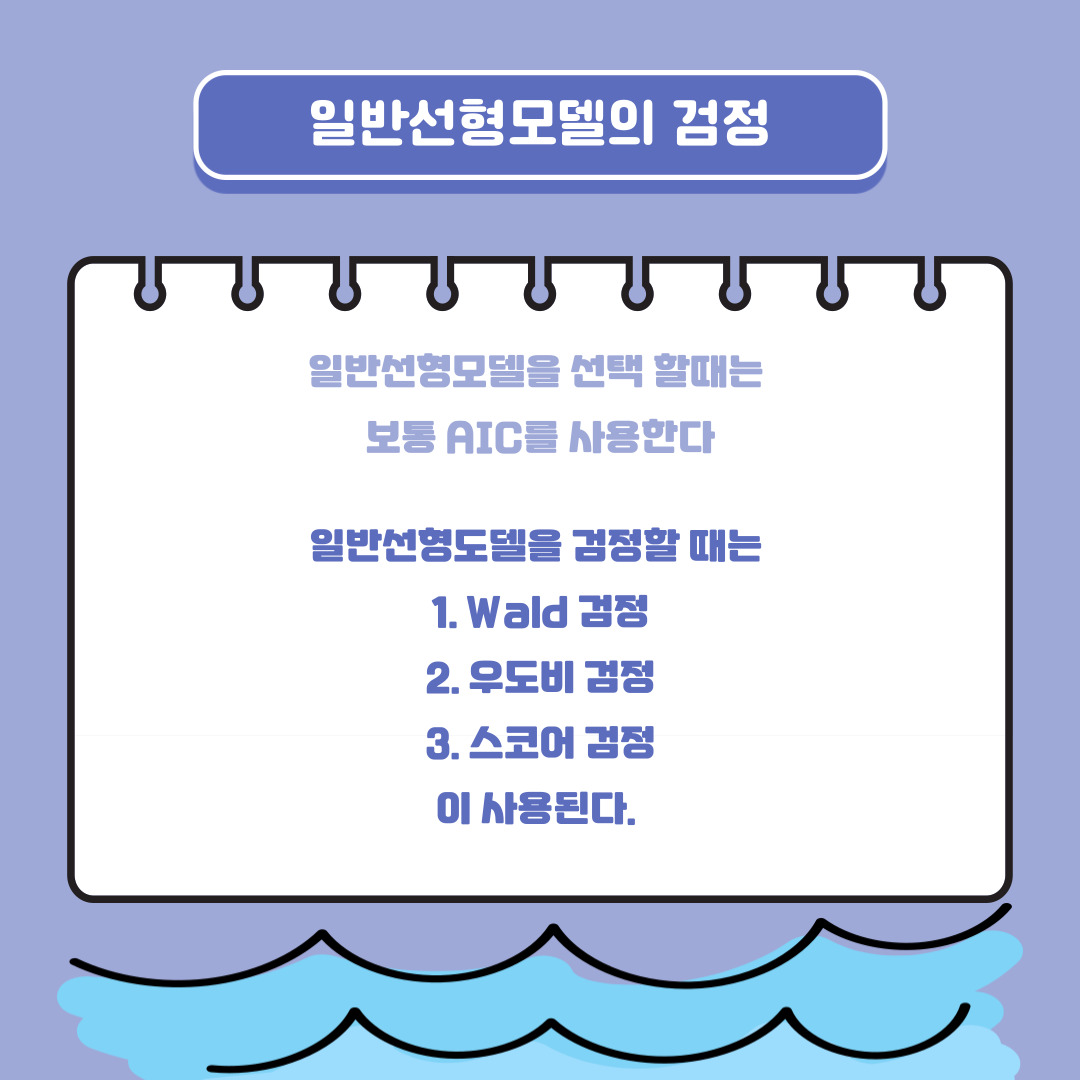 일반선형모델의 검정
일반선형모델을 선택 할때는
보통 AIC를 사용한다
일반선형도델을 검정할 때는
1. Wald 검정
2. 우도비 검정
3. 스코어 검정
이 사용된다.